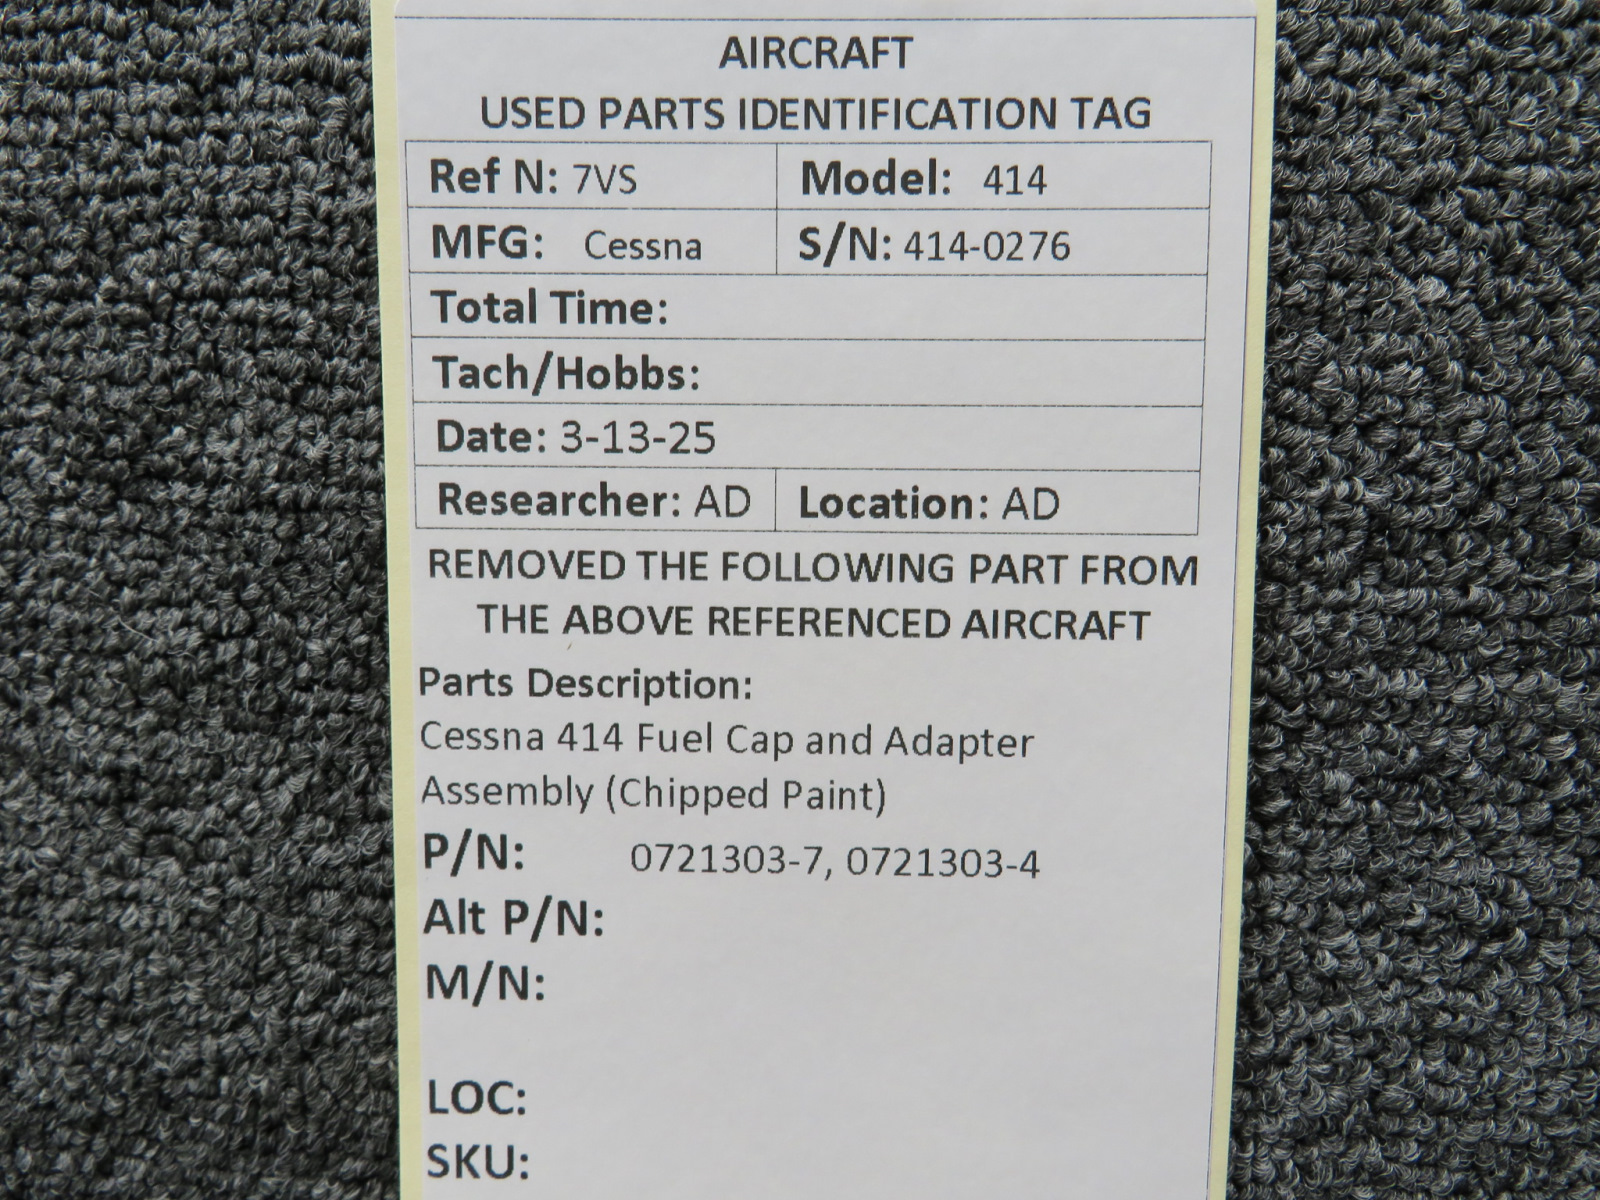 AIRCRAFT
USED PARTS IDENTIFICATION TAG
Ref N: 7VS Model: 414
MFG: Cessna S/N: 414-0276
Total Time:
Tach/Hobbs:
Date: 3-13-25
Researcher: AD Location: AD
REMOVED THE FOLLOWING PART FROM
THE ABOVE REFERENCED AIRCRAFT
Parts Description:
Cessna 414 Fuel Cap and Adapter
Assembly (Chipped Paint)
P/N: 0721303-7, 0721303-4
Alt P/N:
M/N:
LOC:
SKU: